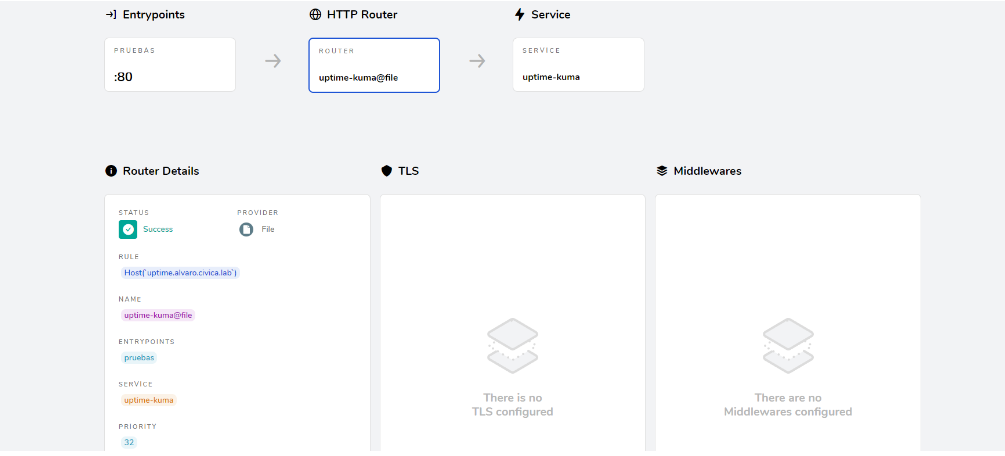 Entrypoints
HTTP Router
Service
PRUEBAS
:80
ROUTER
uptime-kuma@file
SERVICE
uptime-kuma
Router Details
TLS
Middlewares
STATUS
Success
PROVIDER
File
RULE
Host(`uptime.alvaro.civica.lab`)
NAME
uptime-kuma@file
ENTRYPOINTS
pruebas
SERVICE
uptime-kuma
PRIORITY
32
There is no
TLS configured
There are no
Middlewares configured